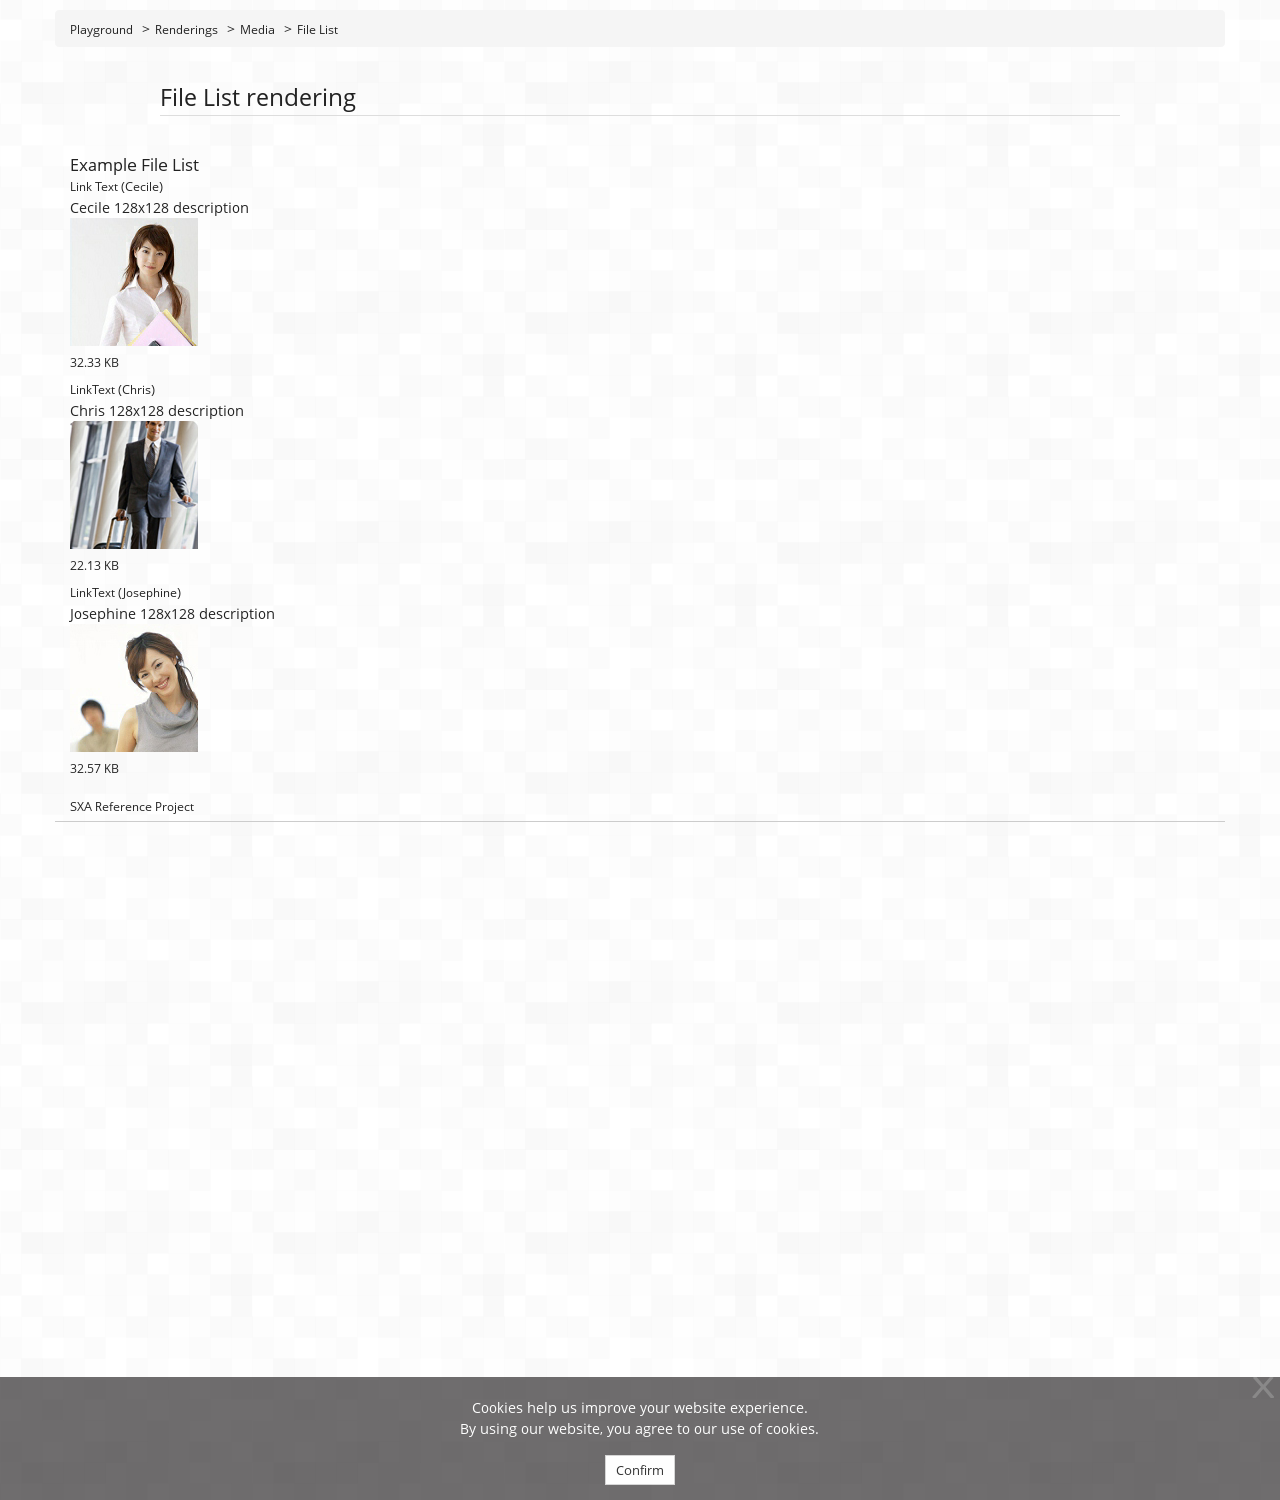 Playground > Renderings > Media > File List
File List rendering
Example File List
Link Text (Cecile)
Cecile 128x128 description
32.33 KB
LinkText (Chris)
Chris 128x128 description
22.13 KB
LinkText (Josephine)
Josephine 128x128 description
32.57 KB
SXA Reference Project
X
Cookies help us improve your website experience.
By using our website, you agree to our use of cookies.
Confirm